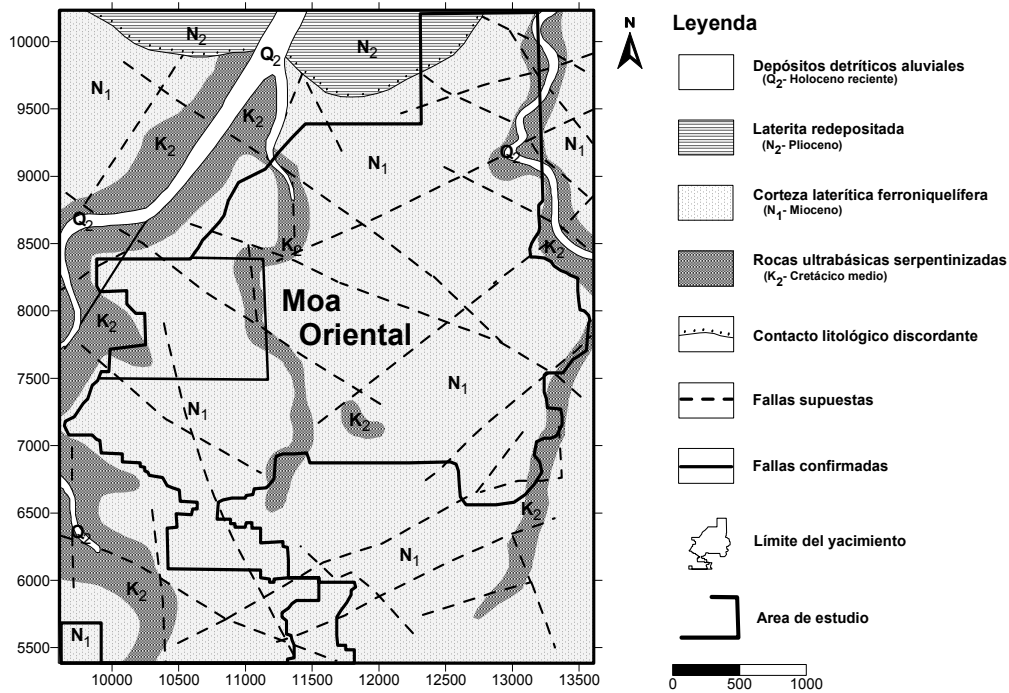 10000
9500
9000
8500
8000
7500
7000
6500
6000
5500
10000 10500 11000 11500 12000 12500 13000 13500
N2
N2
Q2
N1
K2
K2
N1
Q
N1
Q2
K2
K2
K2
Moa
Oriental
N1
N1
K2
K2
Q2
N1
K2
N1
N
Leyenda
Depósitos detríticos aluviales
(Q2- Holoceno reciente)
Laterita redepositada
(N2- Plioceno)
Corteza laterítica ferroniquelífera
(N1- Mioceno)
Rocas ultrabásicas serpentinizadas
(K2- Cretácico medio)
Contacto litológico discordante
Fallas supuestas
Fallas confirmadas
Límite del yacimiento
Area de estudio
0 500 1000